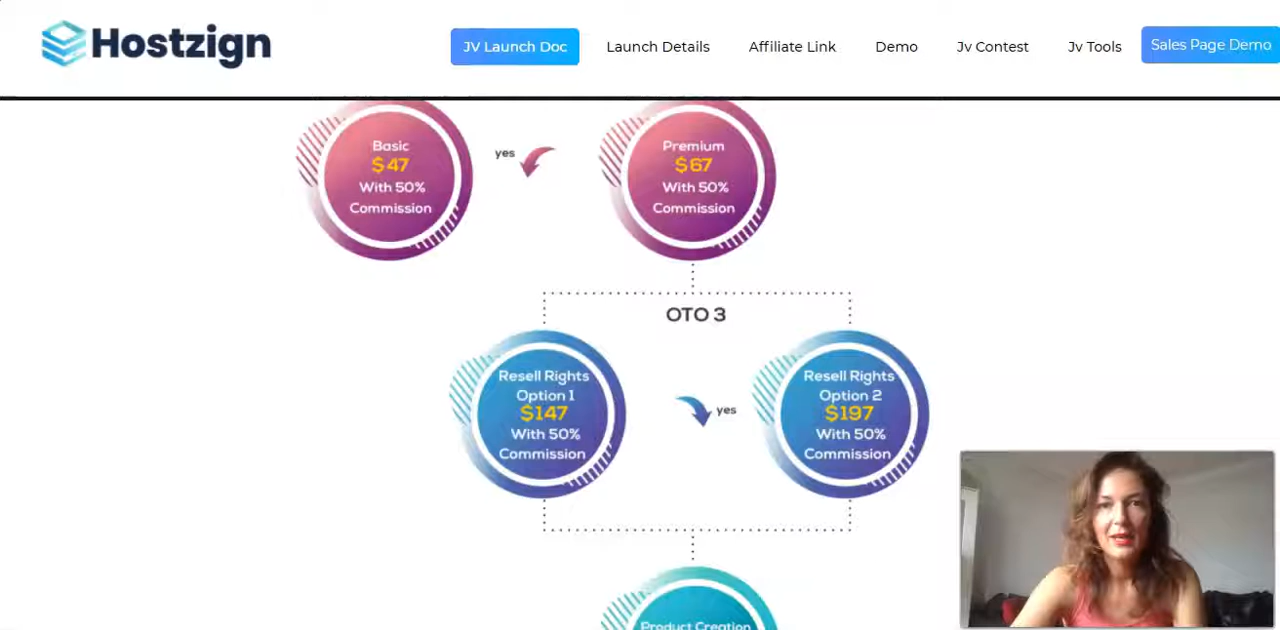 Hostzign
JV Launch Doc
Launch Details
Affiliate Link
Demo
Jv Contest
Jv Tools
Sales Page Demo
Basic
$47
With 50%
Commission
yes
Premium
$67
With 50%
Commission
OTO 3
Resell Rights
Option 1
$147
With 50%
Commission
yes
Resell Rights
Option 2
$197
With 50%
Commission
Product Creation